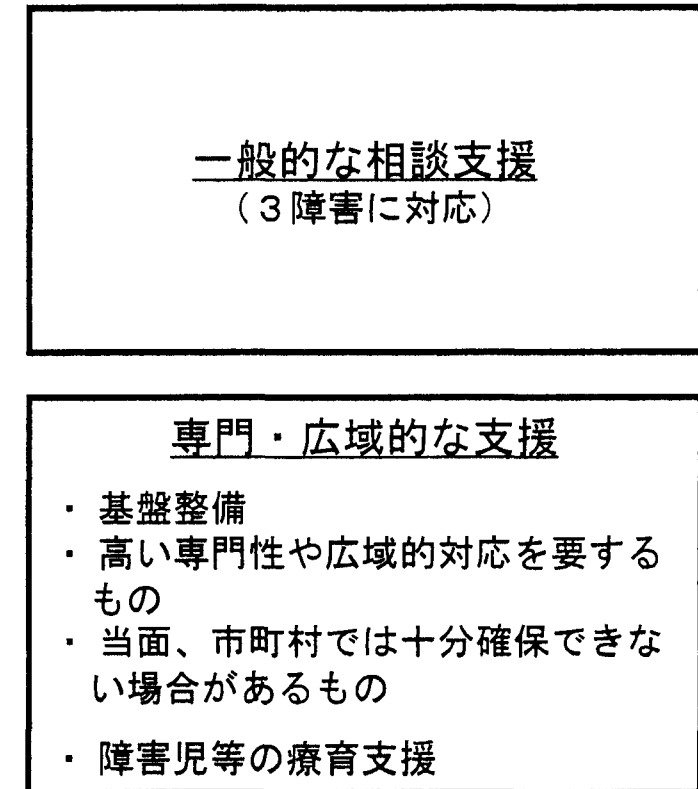 一般的な相談支援
（３障害に対応）
専門・広域的な支援
・ 基盤整備
・ 高い専門性や広域的対応を要する
もの
・ 当面、市町村では十分確保できな
い場合があるもの
・ 障害児等の療育支援